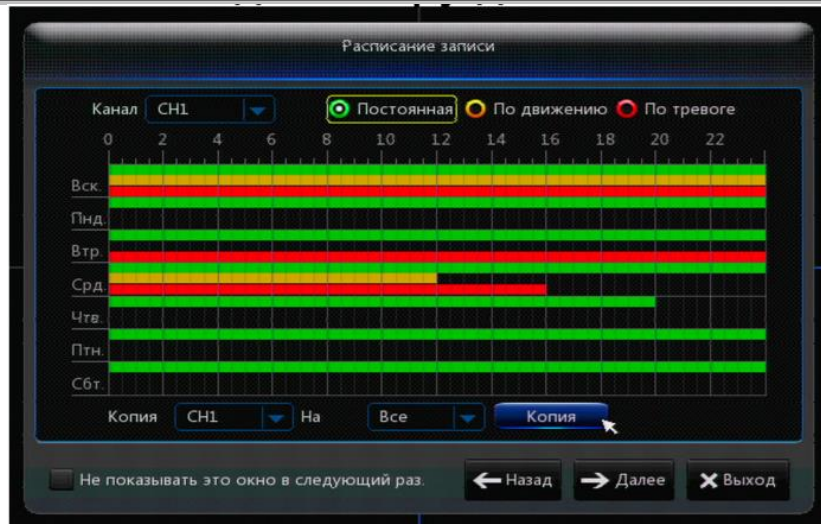 Расписание записи
Канал CH1 Постоянная По движению По тревоге
0 2 4 6 8 10 12 14 16 18 20 22
Вск.
Пнд.
Втр.
Срд.
Чтв.
Птн.
Сбт.
Копия CH1 На Все Копия
Не показывать это окно в следующий раз. Назад Далее Выход